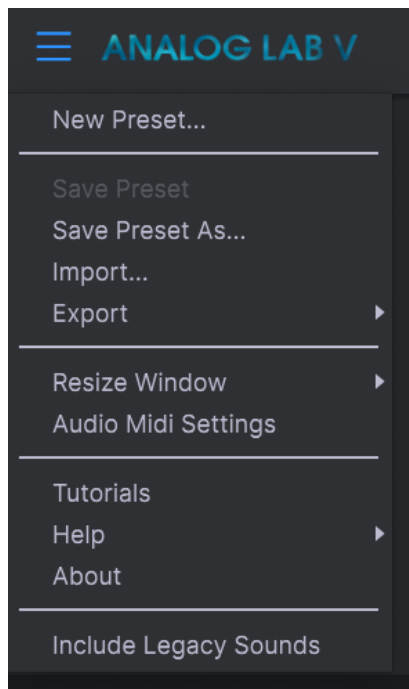 ANALOG LAB V
New Preset...
Save Preset
Save Preset As...
Import...
Export
Resize Window
Audio Midi Settings
Tutorials
Help
About
Include Legacy Sounds